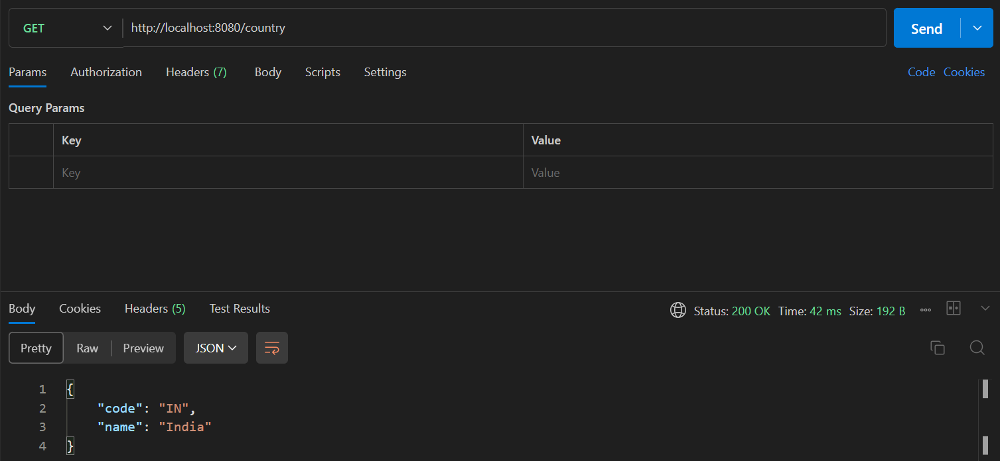 GET http://localhost:8080/country Send
Params Authorization Headers (7) Body Scripts Settings Code Cookies
Query Params
Key Value
Key Value
Body Cookies Headers (5) Test Results Status: 200 OK Time: 42 ms Size: 192 B
Pretty Raw Preview JSON
1 {
2 "code": "IN",
3 "name": "India"
4 }